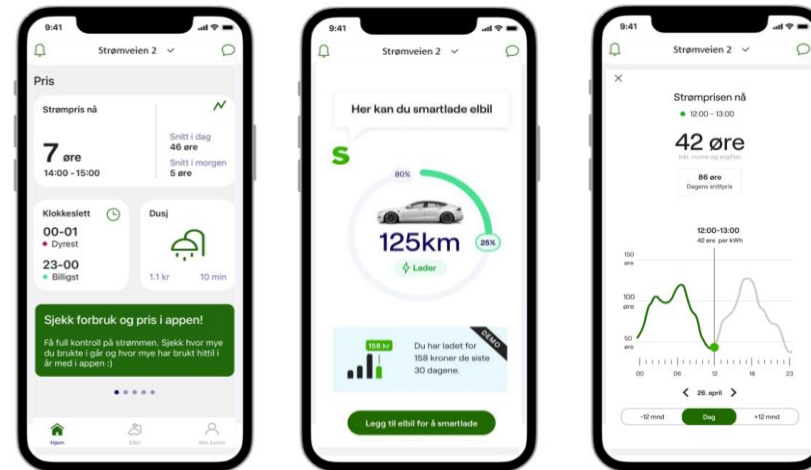 9:41
Strømveien 2
Pris
Strømpris nå
7 øre
14:00 - 15:00
Snitt i dag
46 øre
Snitt i morgen
5 øre
Klokkeslett
00-01
Dyrest
23-00
Billigst
Dusj
1.1 kr
10 min
Sjekk forbruk og pris i appen!
Få full kontroll på strømmen. Sjekk hvor mye
du brukte i går og hvor mye har brukt hittil i
år med i appen :)
Hjem
Elbil
Min konto
9:41
Strømveien 2
Her kan du smartlade elbil
S
80%
125km
25%
Lader
DEMO
158 kr
Du har ladet for
158 kroner de siste
30 dagene.
Legg til elbil for å smartlade
9:41
Strømveien 2
Strømprisen nå
12:00 - 13:00
42 øre
Inkl. moms og avgifter
86 øre
Dagens snittpris
12:00-13:00
42 øre per kWh
150
øre
100
øre
50
øre
00 06 12 18 23
26. april
-12 mnd Dag +12 mnd